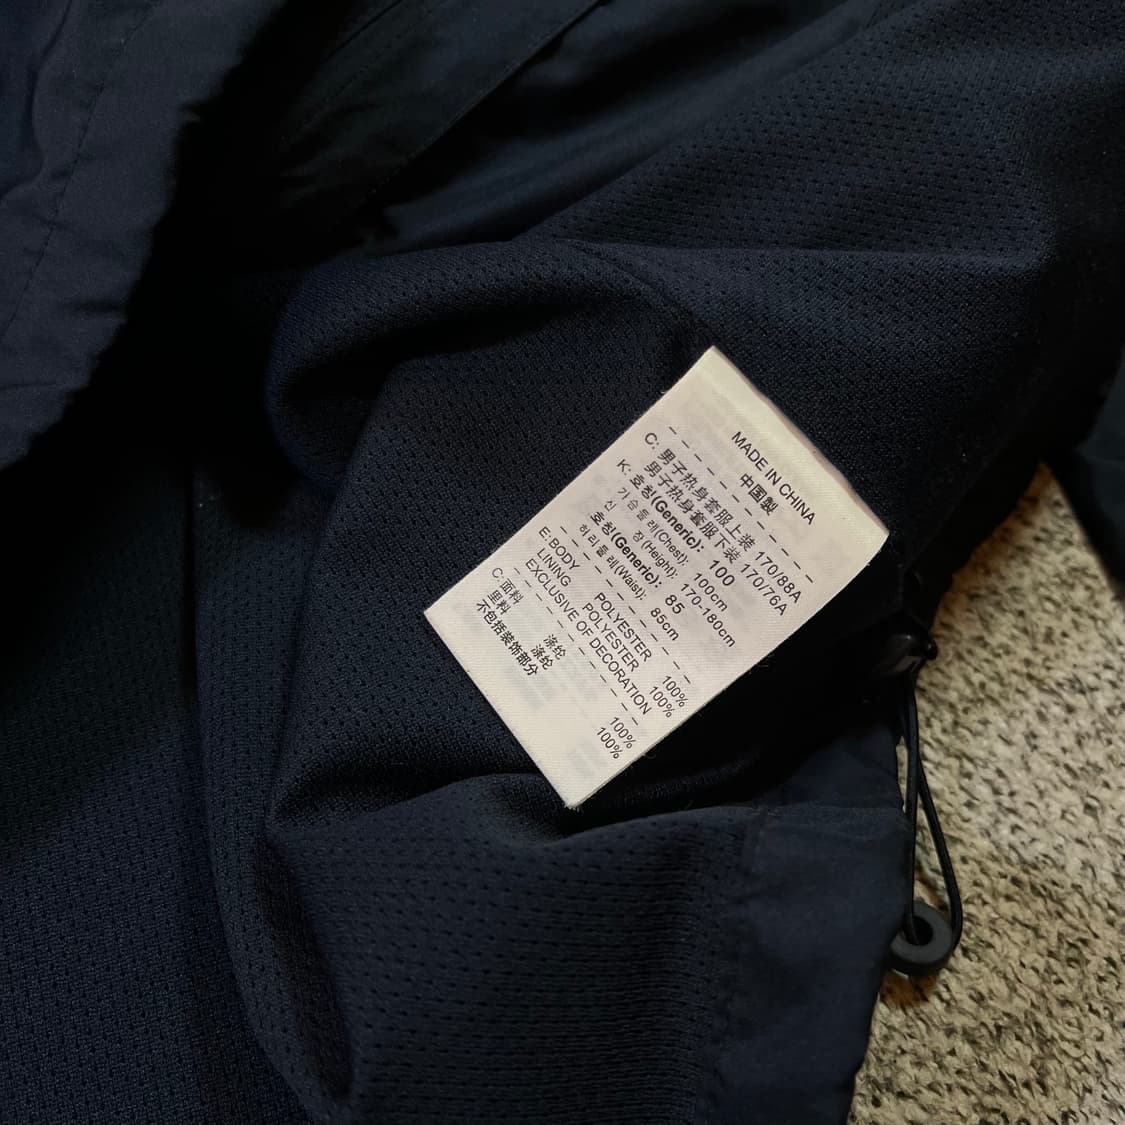 MADE IN CHINA
中国製
- - - - - - - - - -
C: 男子热身套服上装 170/88A
男子热身套服下装 170/76A
K: 호칭(Generic): 100
가슴둘레(Chest): 100cm
신 장(Height): 170-180cm
호칭(Generic): 85
허리둘레(Waist): 85cm
- - - - - - - - - -
E:BODY POLYESTER 100%
LINING POLYESTER 100%
EXCLUSIVE OF DECORATION
- - - - - - - - - -
C:面料 涤纶 100%
里料 涤纶 100%
不包括装饰部分